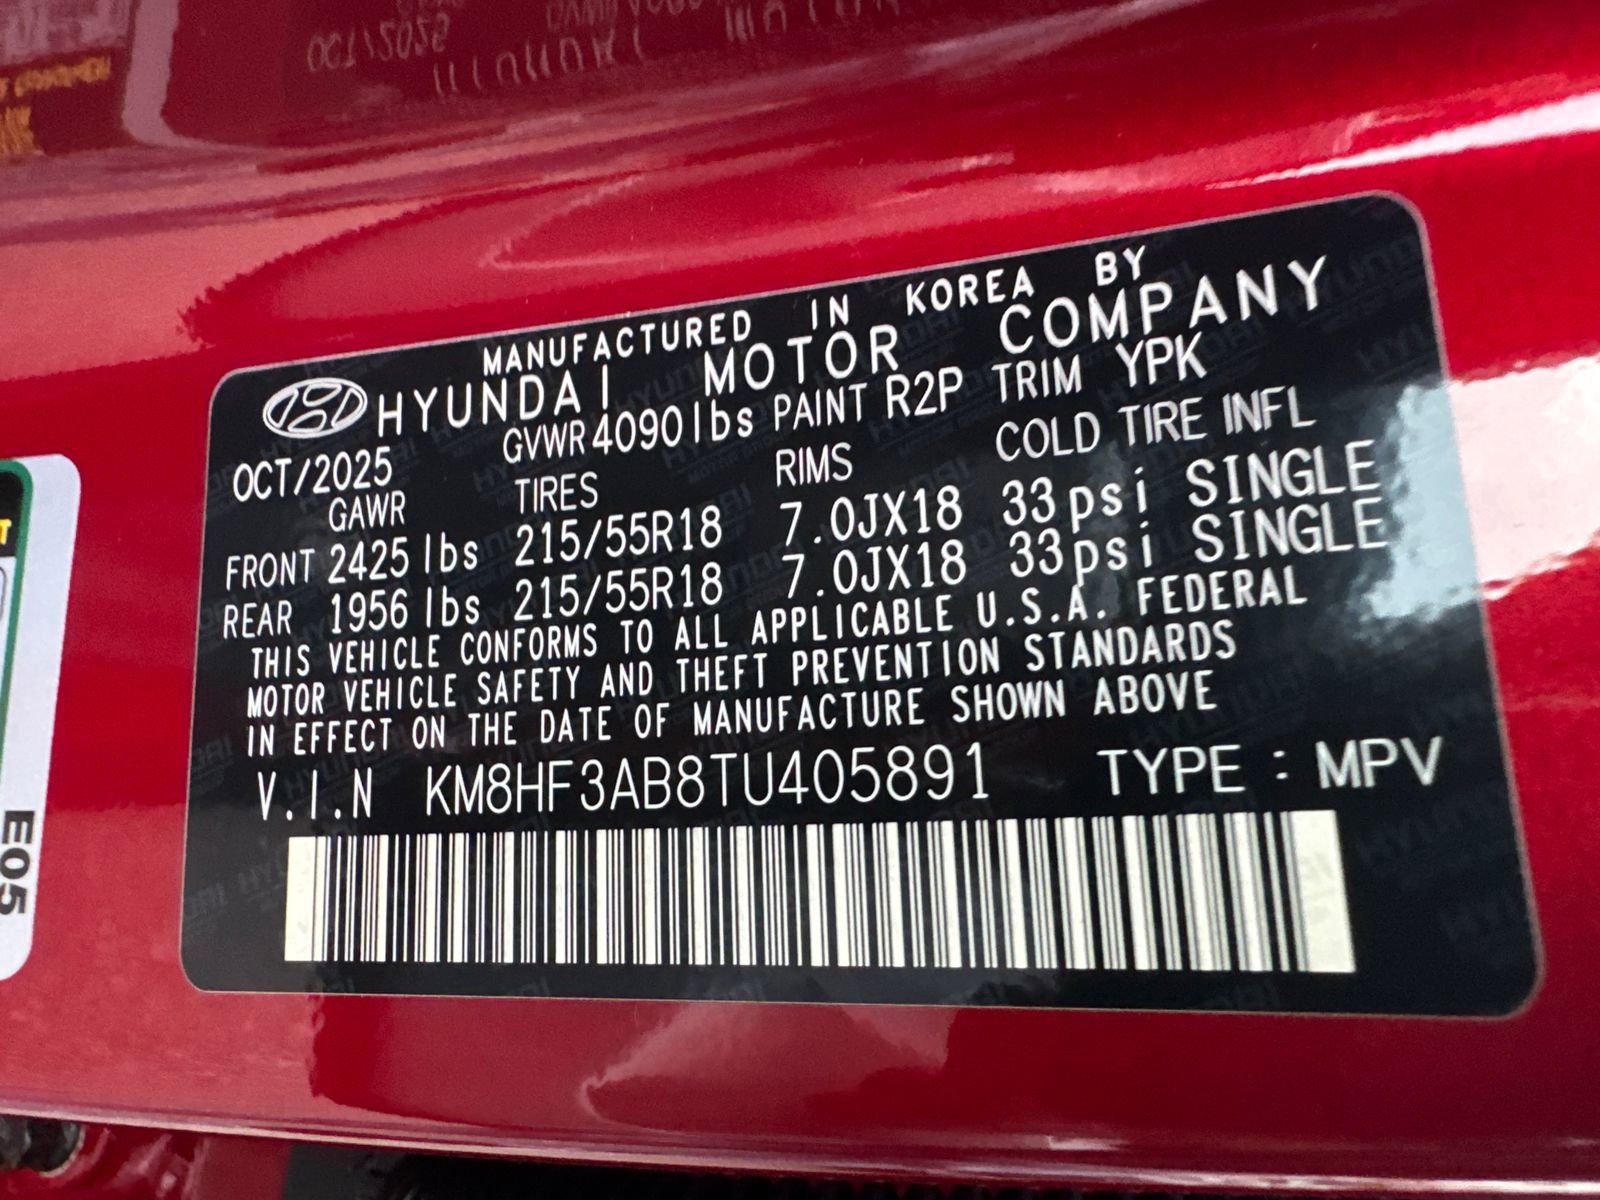 MANUFACTURED IN KOREA BY
HYUNDAI MOTOR COMPANY
OCT/2025 GVWR 4090lbs PAINT R2P TRIM YPK
GAWR TIRES RIMS COLD TIRE INFL
FRONT 2425 lbs 215/55R18 7.0JX18 33psi SINGLE
REAR 1956 lbs 215/55R18 7.0JX18 33psi SINGLE
THIS VEHICLE CONFORMS TO ALL APPLICABLE U.S.A. FEDERAL
MOTOR VEHICLE SAFETY AND THEFT PREVENTION STANDARDS
IN EFFECT ON THE DATE OF MANUFACTURE SHOWN ABOVE
V.I.N KM8HF3AB8TU405891 TYPE : MPV
E05